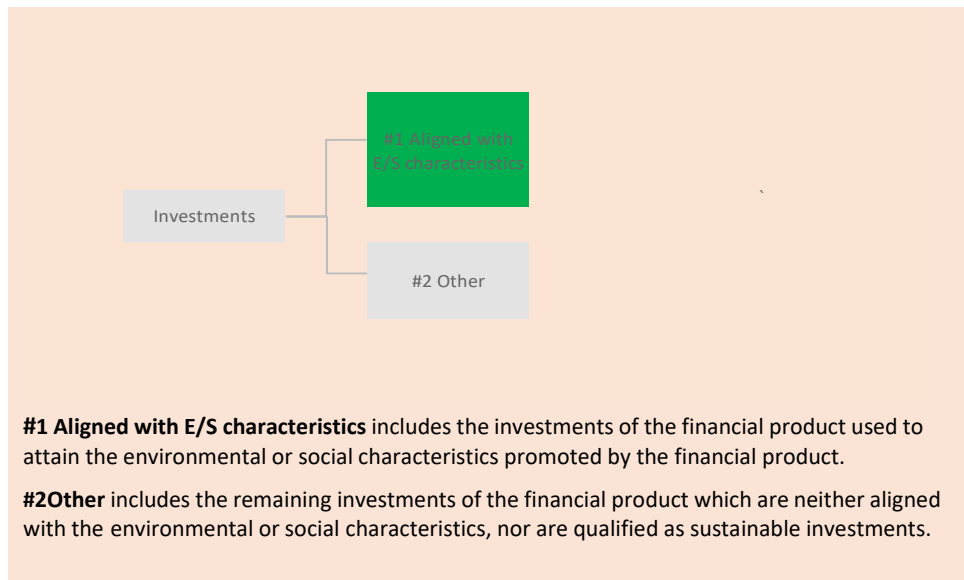 #1 Aligned with
E/S characteristics
Investments
`
#2 Other
#1 Aligned with E/S characteristics includes the investments of the financial product used to
attain the environmental or social characteristics promoted by the financial product.
#2Other includes the remaining investments of the financial product which are neither aligned
with the environmental or social characteristics, nor are qualified as sustainable investments.